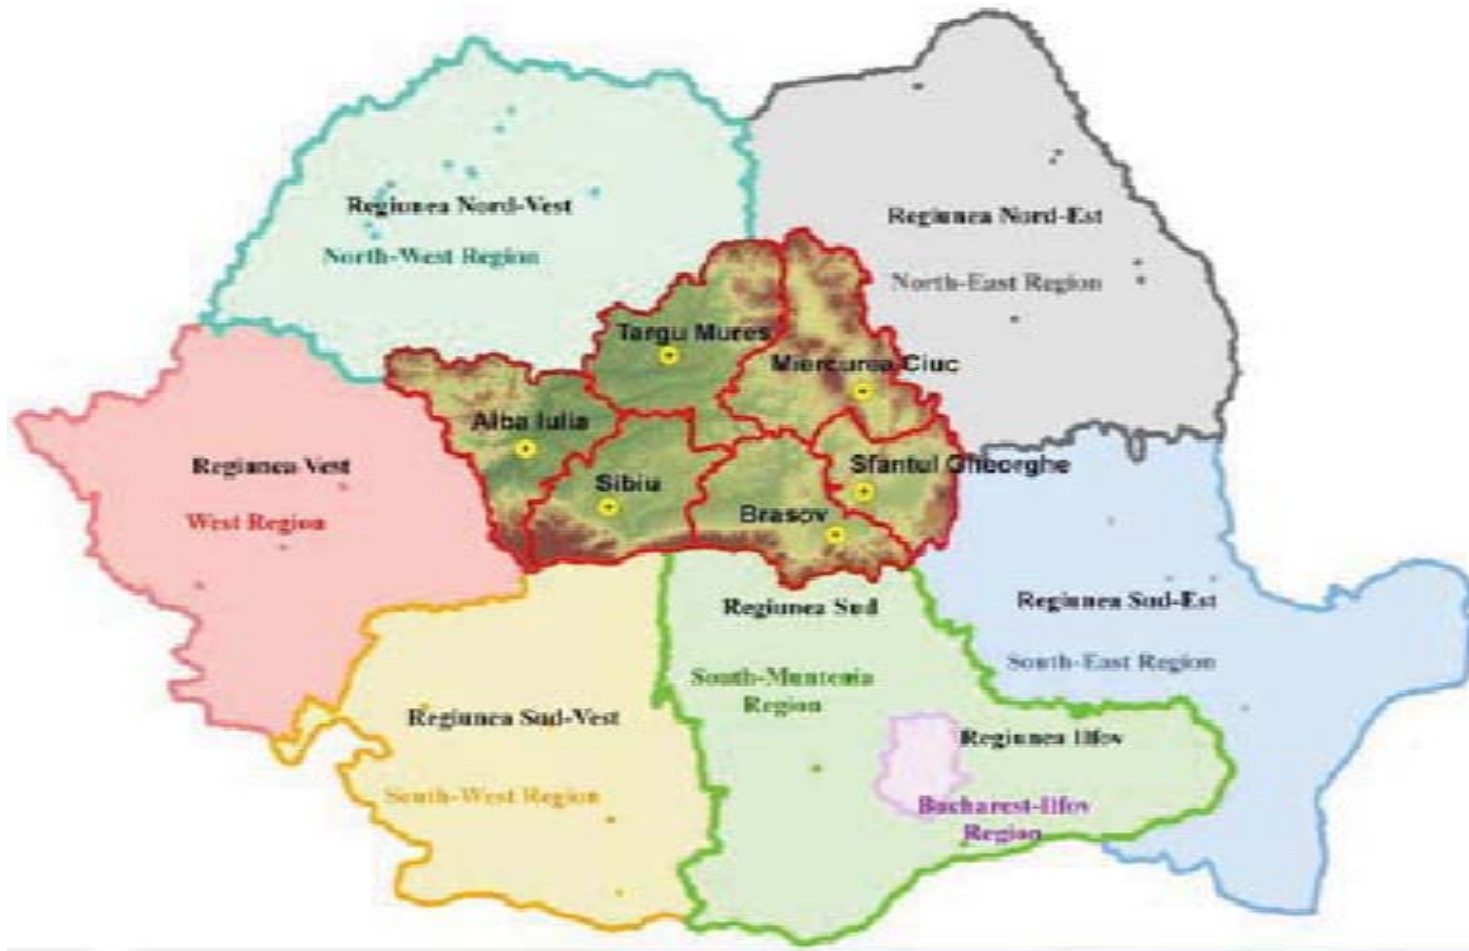 Regiunea Nord-Vest
North-West Region
Regiunea Nord-Est
North-East Region
Targu Mures
Miercurea Ciuc
Alba Iulia
Sibiu
Sfantul Gheorghe
Brasov
Regiunea Vest
West Region
Regiunea Sud
South-Muntenia
Region
Regiunea Sud-Est
South-East Region
Regiunea Sud-Vest
South-West Region
Regiunea Ilfov
Bucharest-Ilfov
Region